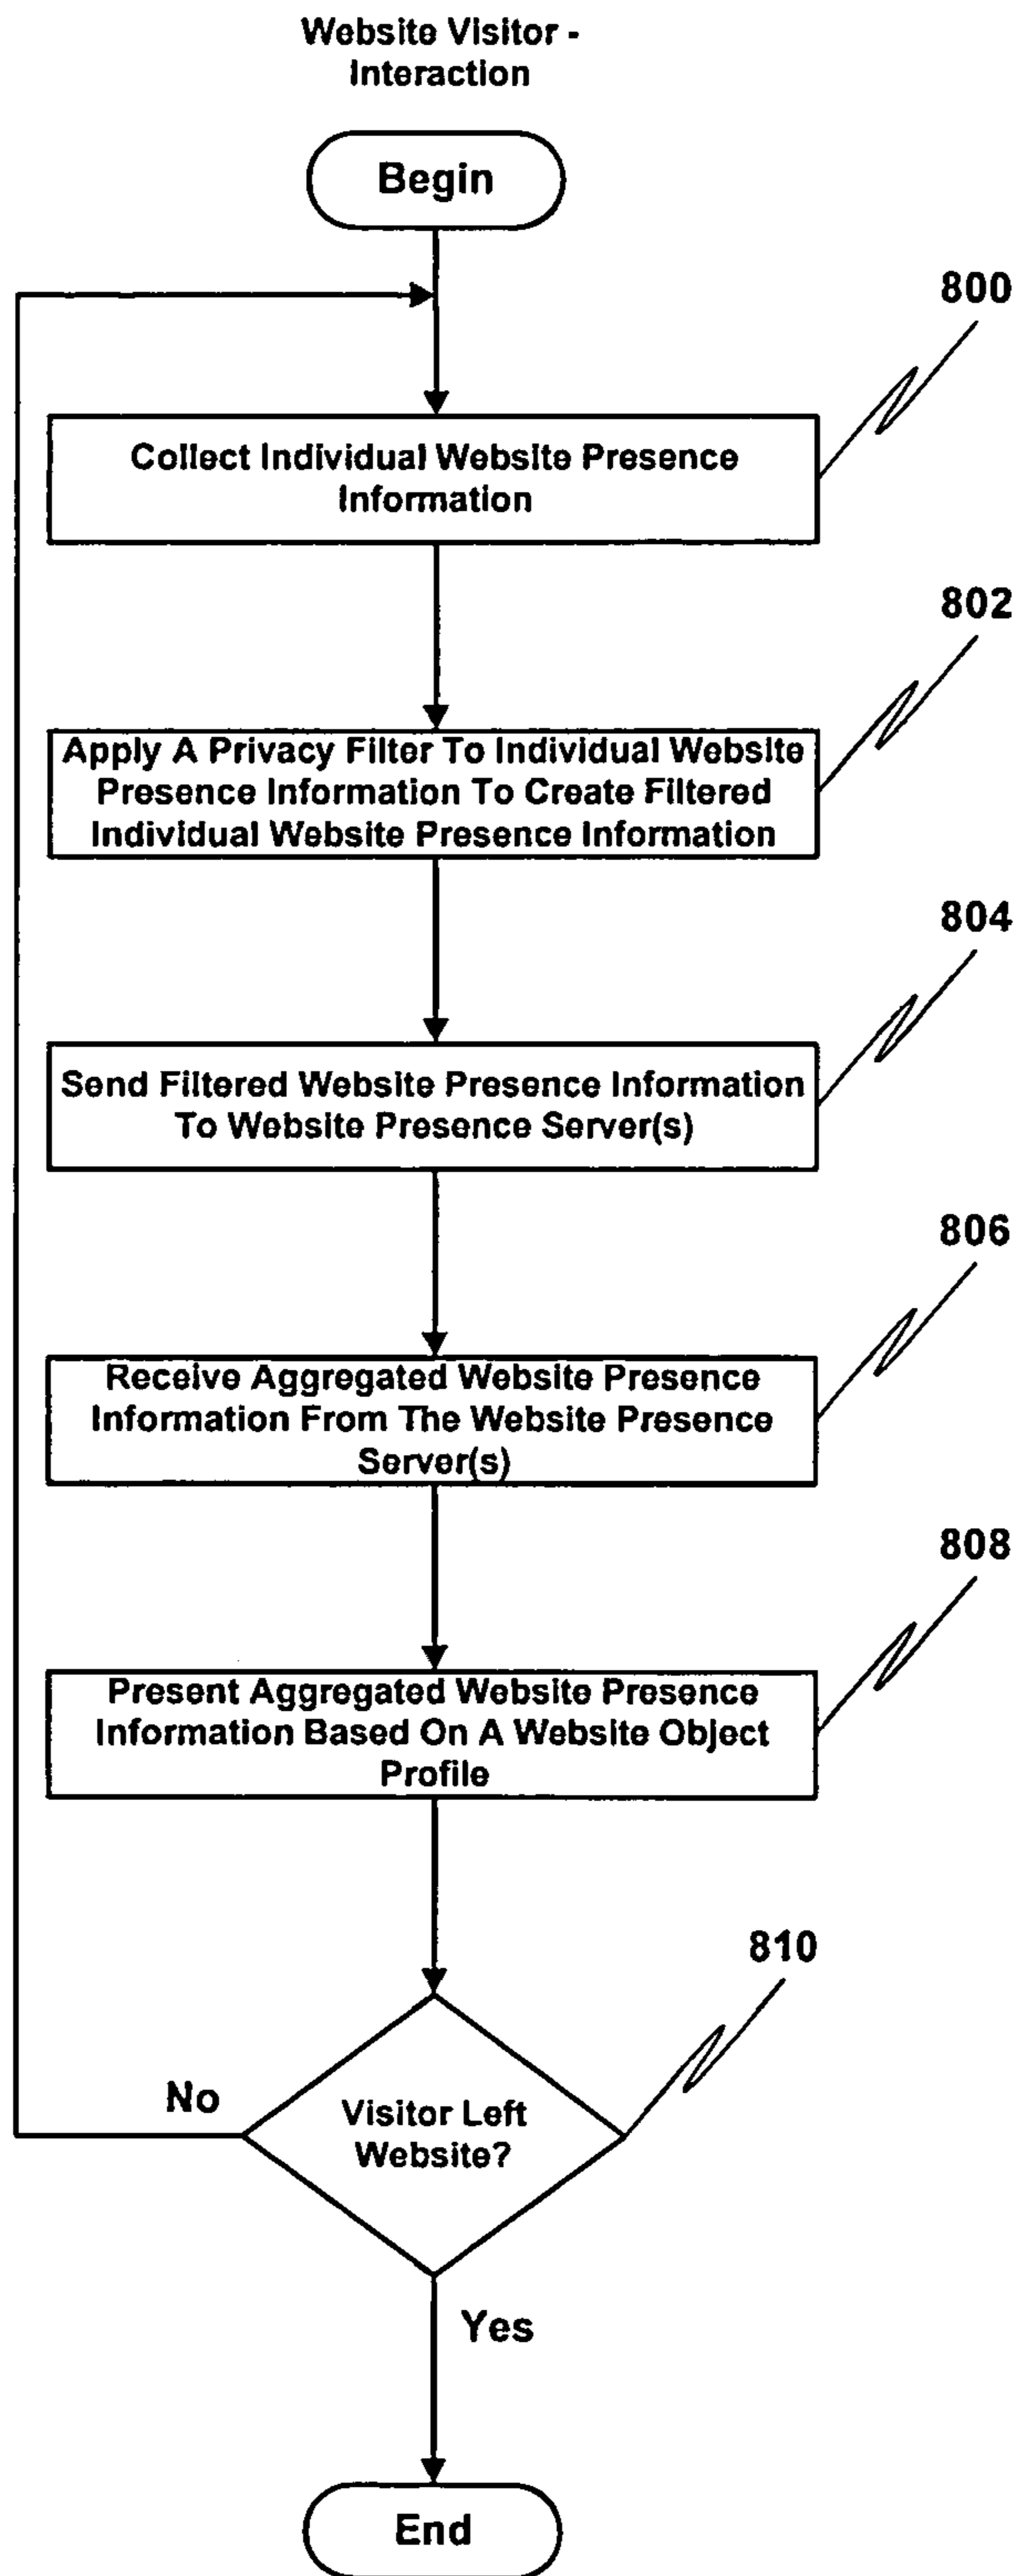 Website Visitor -
Interaction
Begin
800
Collect Individual Website Presence
Information
802
Apply A Privacy Filter To Individual Website
Presence Information To Create Filtered
Individual Website Presence Information
804
Send Filtered Website Presence Information
To Website Presence Server(s)
806
Receive Aggregated Website Presence
Information From The Website Presence
Server(s)
808
Present Aggregated Website Presence
Information Based On A Website Object
Profile
810
No
Visitor Left
Website?
Yes
End